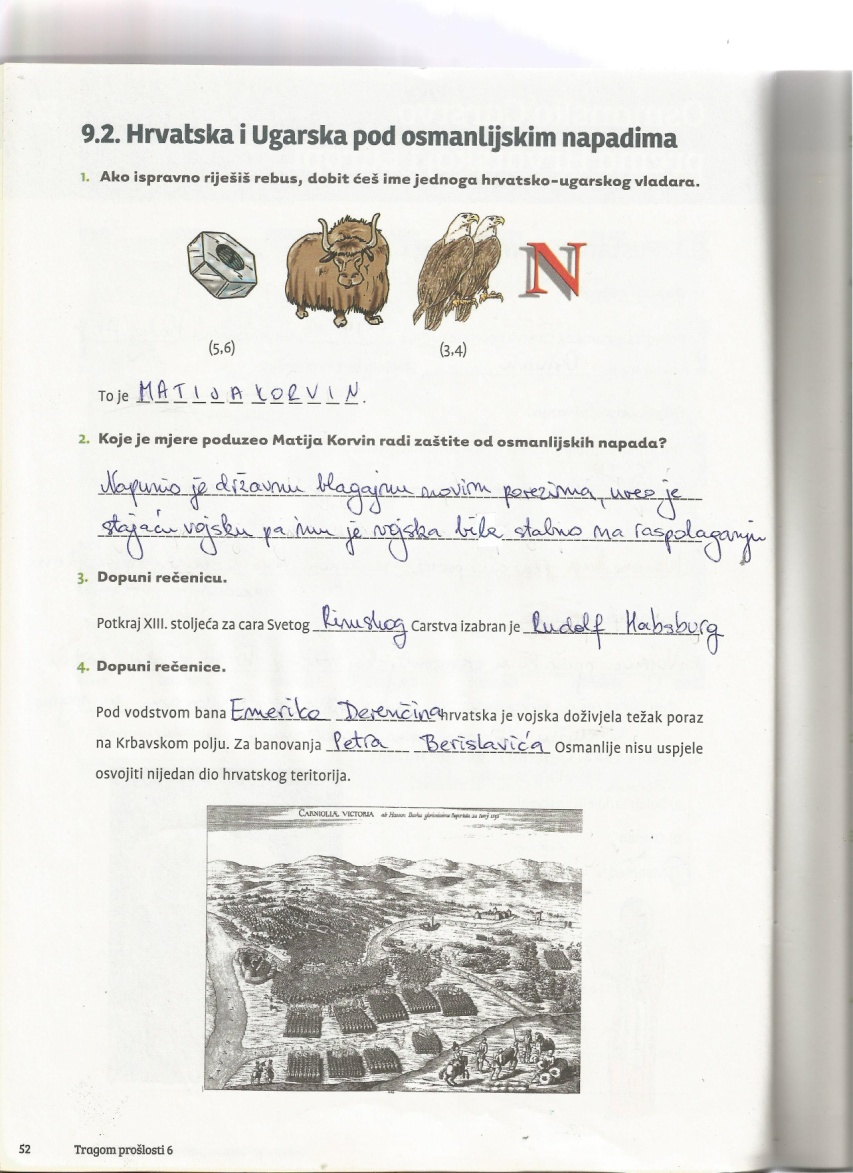 9.2. Hrvatska i Ugarska pod osmanlijskim napadima
1. Ako ispravno riješiš rebus, dobit ćeš ime jednoga hrvatsko-ugarskog vladara.
N
(5,6) (3,4)
To je MATIJA KORVIN.
2. Koje je mjere poduzeo Matija Korvin radi zaštite od osmanlijskih napada?
Napunio je državnu blagajnu novim porezima, uveo je
stajaću vojsku pa mu je vojska bila stalno na raspolaganju
3. Dopuni rečenicu.
Potkraj XIII. stoljeća za cara Svetog Rimskog Carstva izabran je Rudolf Habsburg
4. Dopuni rečenice.
Pod vodstvom bana Emerika Derenčina hrvatska je vojska doživjela težak poraz
na Krbavskom polju. Za banovanja Petra Berislavića Osmanlije nisu uspjele
osvojiti nijedan dio hrvatskog teritorija.
CARNIOLIÆ VICTORIA
52 Tragom prošlosti 6